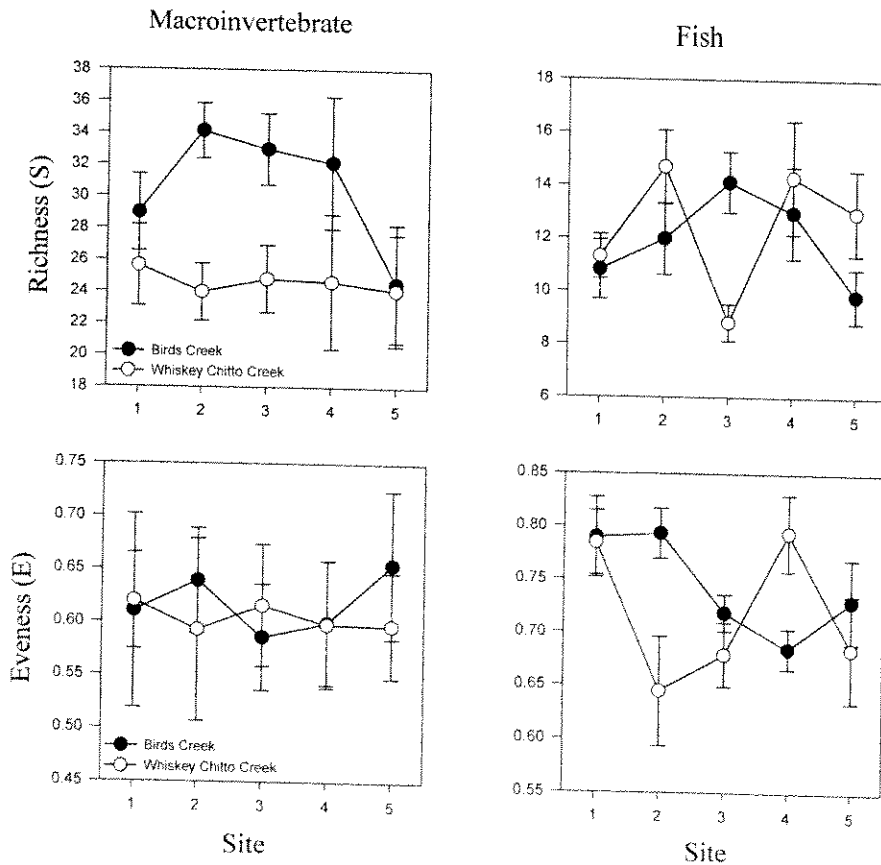 Macroinvertebrate
Fish
Richness (S)
38
36
34
32
30
28
26
24
22
20
18
Birds Creek
Whiskey Chitto Creek
1 2 3 4 5
18
16
14
12
10
8
6
1 2 3 4 5
Eveness (E)
0.75
0.70
0.65
0.60
0.55
0.50
0.45
Birds Creek
Whiskey Chitto Creek
1 2 3 4 5
Site
0.85
0.80
0.75
0.70
0.65
0.60
0.55
1 2 3 4 5
Site